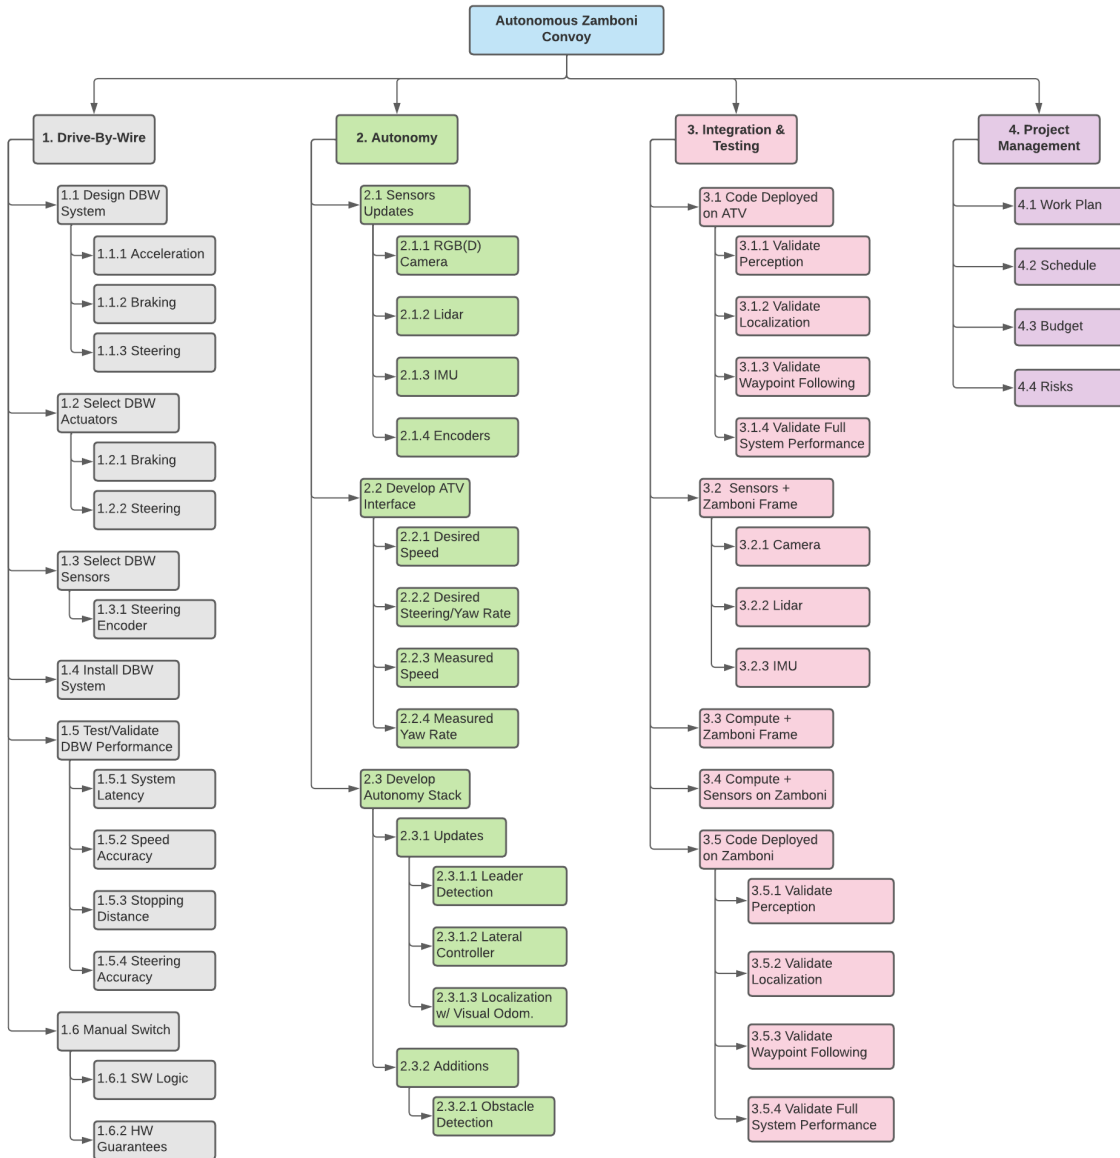 Autonomous Zamboni
Convoy
1. Drive-By-Wire
1.1 Design DBW
System
1.1.1 Acceleration
1.1.2 Braking
1.1.3 Steering
1.2 Select DBW
Actuators
1.2.1 Braking
1.2.2 Steering
1.3 Select DBW
Sensors
1.3.1 Steering
Encoder
1.4 Install DBW
System
1.5 Test/Validate
DBW Performance
1.5.1 System
Latency
1.5.2 Speed
Accuracy
1.5.3 Stopping
Distance
1.5.4 Steering
Accuracy
1.6 Manual Switch
1.6.1 SW Logic
1.6.2 HW
Guarantees
2. Autonomy
2.1 Sensors
Updates
2.1.1 RGB(D)
Camera
2.1.2 Lidar
2.1.3 IMU
2.1.4 Encoders
2.2 Develop ATV
Interface
2.2.1 Desired
Speed
2.2.2 Desired
Steering/Yaw Rate
2.2.3 Measured
Speed
2.2.4 Measured
Yaw Rate
2.3 Develop
Autonomy Stack
2.3.1 Updates
2.3.1.1 Leader
Detection
2.3.1.2 Lateral
Controller
2.3.1.3 Localization
w/ Visual Odom.
2.3.2 Additions
2.3.2.1 Obstacle
Detection
3. Integration &
Testing
3.1 Code Deployed
on ATV
3.1.1 Validate
Perception
3.1.2 Validate
Localization
3.1.3 Validate
Waypoint Following
3.1.4 Validate Full
System Performance
3.2 Sensors +
Zamboni Frame
3.2.1 Camera
3.2.2 Lidar
3.2.3 IMU
3.3 Compute +
Zamboni Frame
3.4 Compute +
Sensors on Zamboni
3.5 Code Deployed
on Zamboni
3.5.1 Validate
Perception
3.5.2 Validate
Localization
3.5.3 Validate
Waypoint Following
3.5.4 Validate Full
System Performance
4. Project
Management
4.1 Work Plan
4.2 Schedule
4.3 Budget
4.4 Risks